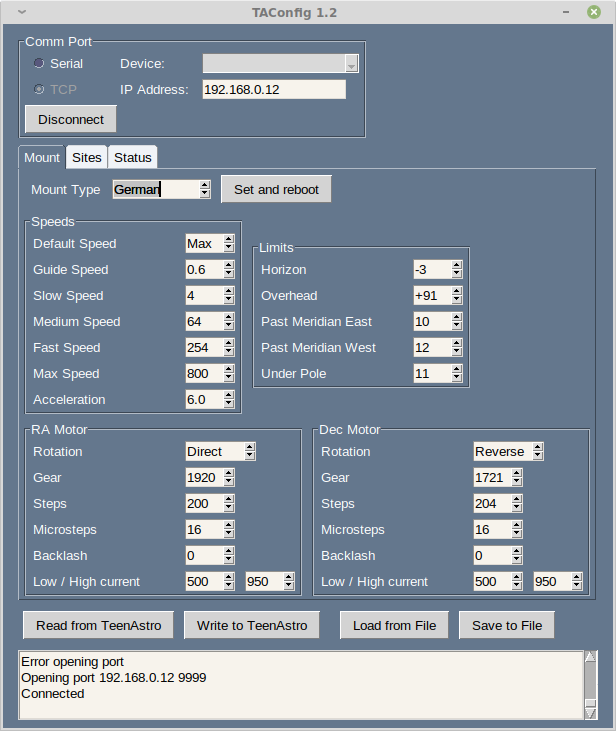 TAConfig 1.2
Comm Port
Serial Device:
TCP IP Address: 192.168.0.12
Disconnect
Mount Sites Status
Mount Type German Set and reboot
Speeds
Default Speed Max
Guide Speed 0.6
Slow Speed 4
Medium Speed 64
Fast Speed 254
Max Speed 800
Acceleration 6.0
Limits
Horizon -3
Overhead +91
Past Meridian East 10
Past Meridian West 12
Under Pole 11
RA Motor
Rotation Direct
Gear 1920
Steps 200
Microsteps 16
Backlash 0
Low / High current 500 950
Dec Motor
Rotation Reverse
Gear 1721
Steps 204
Microsteps 16
Backlash 0
Low / High current 500 950
Read from TeenAstro Write to TeenAstro Load from File Save to File
Error opening port
Opening port 192.168.0.12 9999
Connected